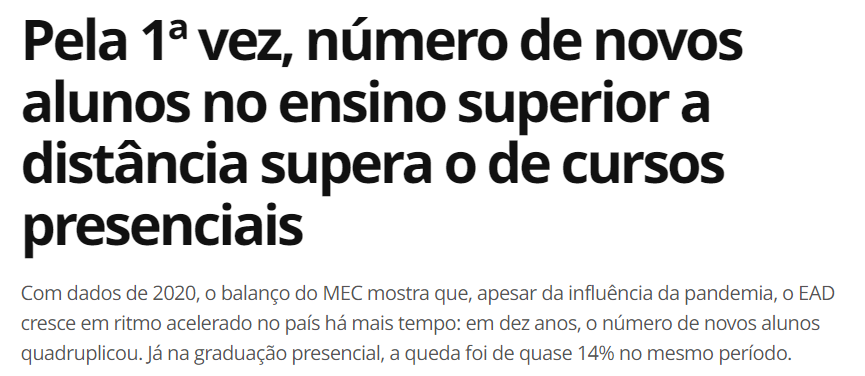 Pela 1ª vez, número de novos
alunos no ensino superior a
distância supera o de cursos
presenciais
Com dados de 2020, o balanço do MEC mostra que, apesar da influência da pandemia, o EAD
cresce em ritmo acelerado no país há mais tempo: em dez anos, o número de novos alunos
quadruplicou. Já na graduação presencial, a queda foi de quase 14% no mesmo período.